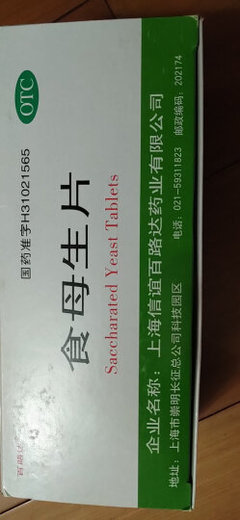 OTC
国药准字H31021565
食母生片
Saccharated Yeast Tablets
企业名称：上海信谊百路达药业有限公司
地址：上海市崇明长征总公司科技园区 电话：021-59311823 邮政编码：202174
百路达